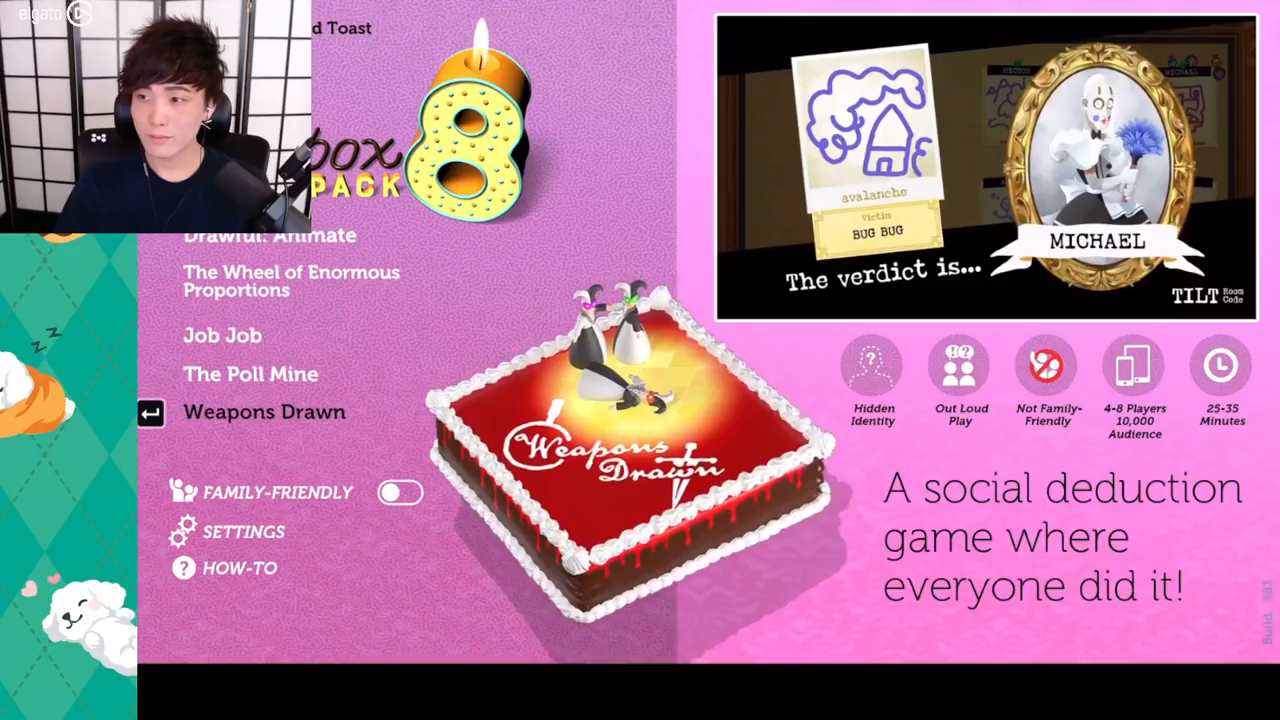 elgato
d Toast
box
PACK
8
Drawful: Animate
The Wheel of Enormous
Proportions
Job Job
The Poll Mine
Weapons Drawn
FAMILY-FRIENDLY
SETTINGS
? HOW-TO
Weapons
Drawn
avalanche
Victim
BUG BUG
The verdict is...
MICHAEL
TILT Room
Code
HECTOR
MICHAEL
?
!?!?
Hidden
Identity
Out Loud
Play
Not Family-
Friendly
4-8 Players
10,000
Audience
25-35
Minutes
A social deduction
game where
everyone did it!
z z z